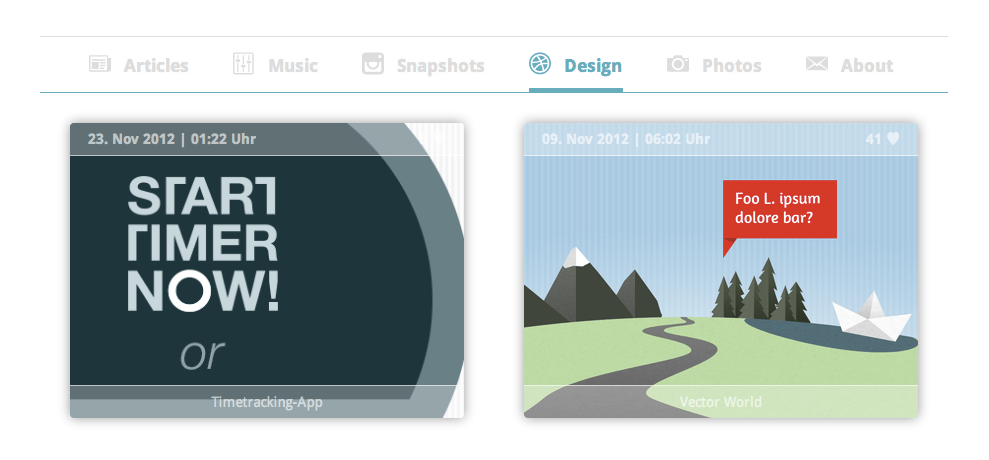 Articles Music Snapshots Design Photos About
23. Nov 2012 | 01:22 Uhr
START
TIMER
NOW!
or
Timetracking-App
09. Nov 2012 | 06:02 Uhr 41
Foo L. ipsum
dolore bar?
Vector World